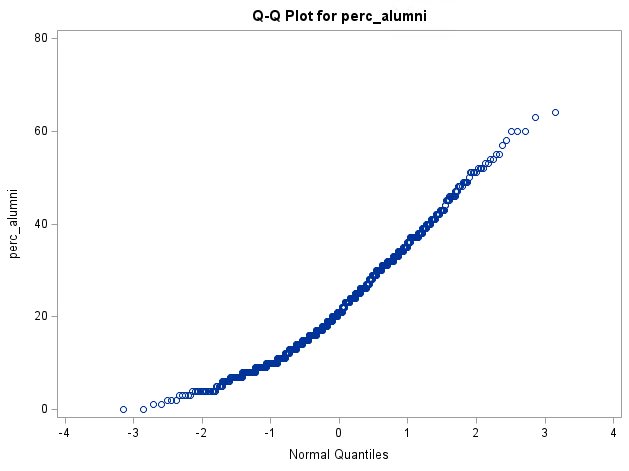 Q-Q Plot for perc_alumni
80
60
40
20
0
perc_alumni
-4 -3 -2 -1 0 1 2 3 4
Normal Quantiles